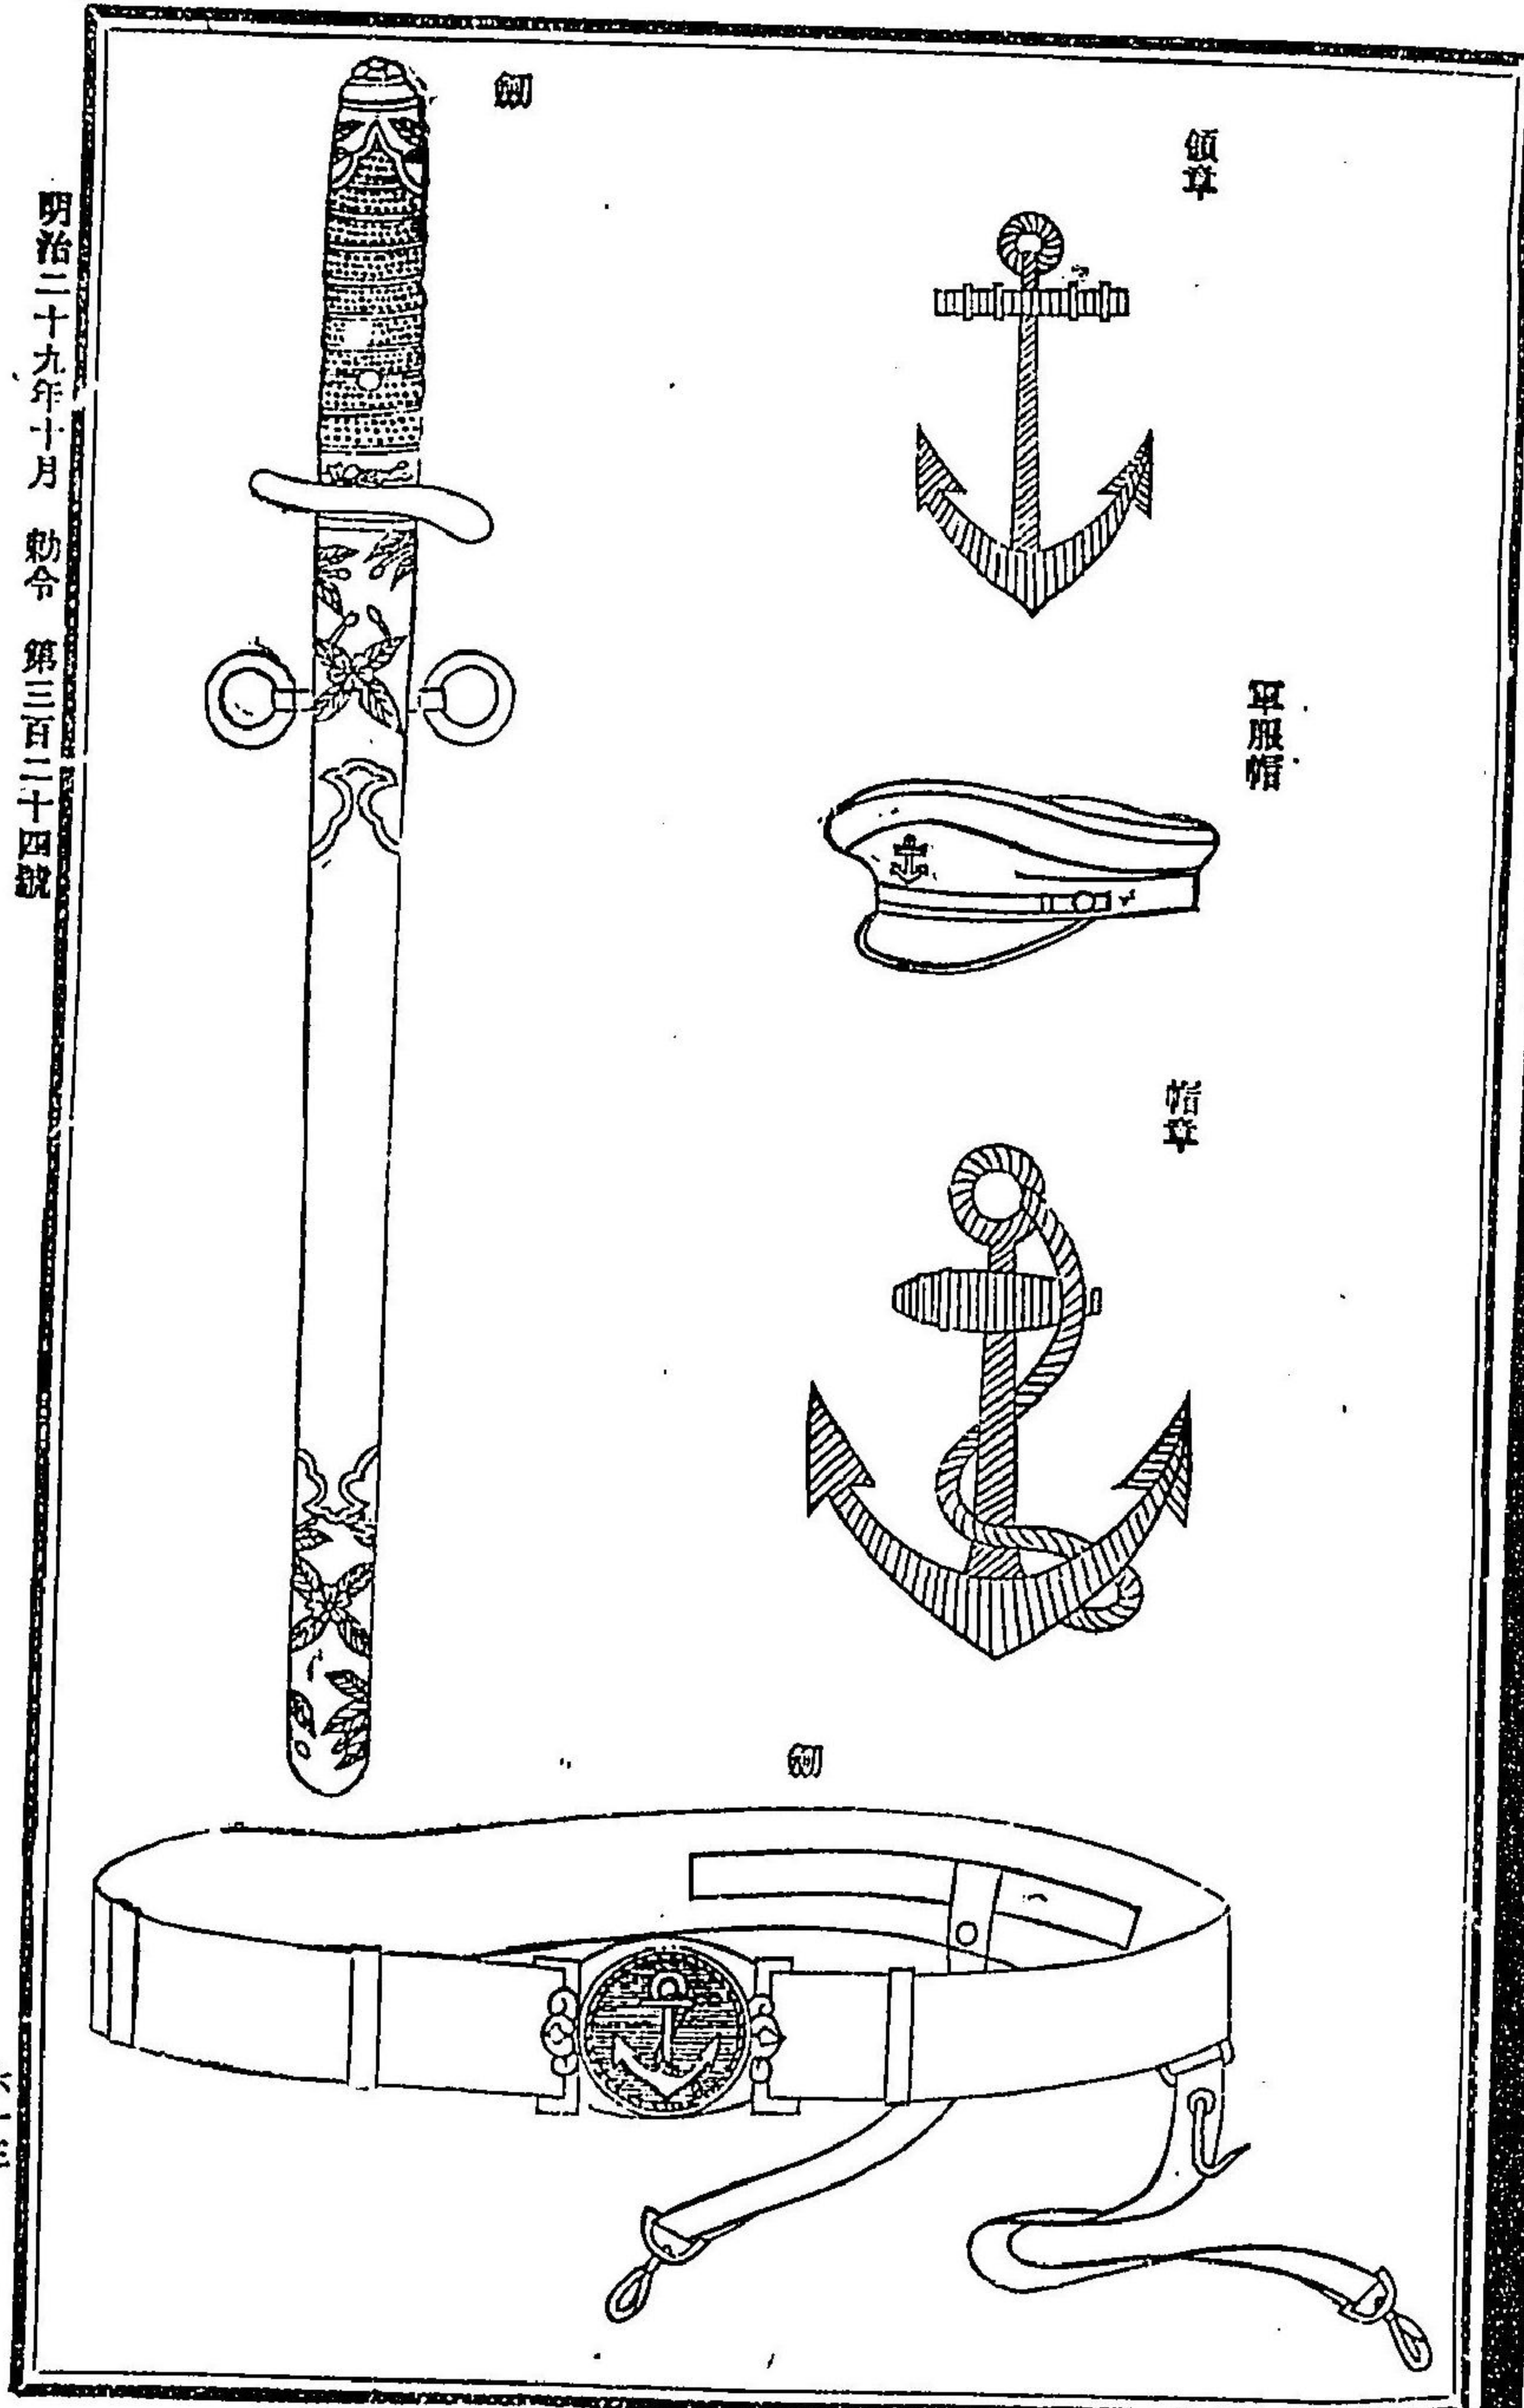 領章
軍服帽
帽章
劍
劍
明治二十九年十月 勅令 第三百二十四號